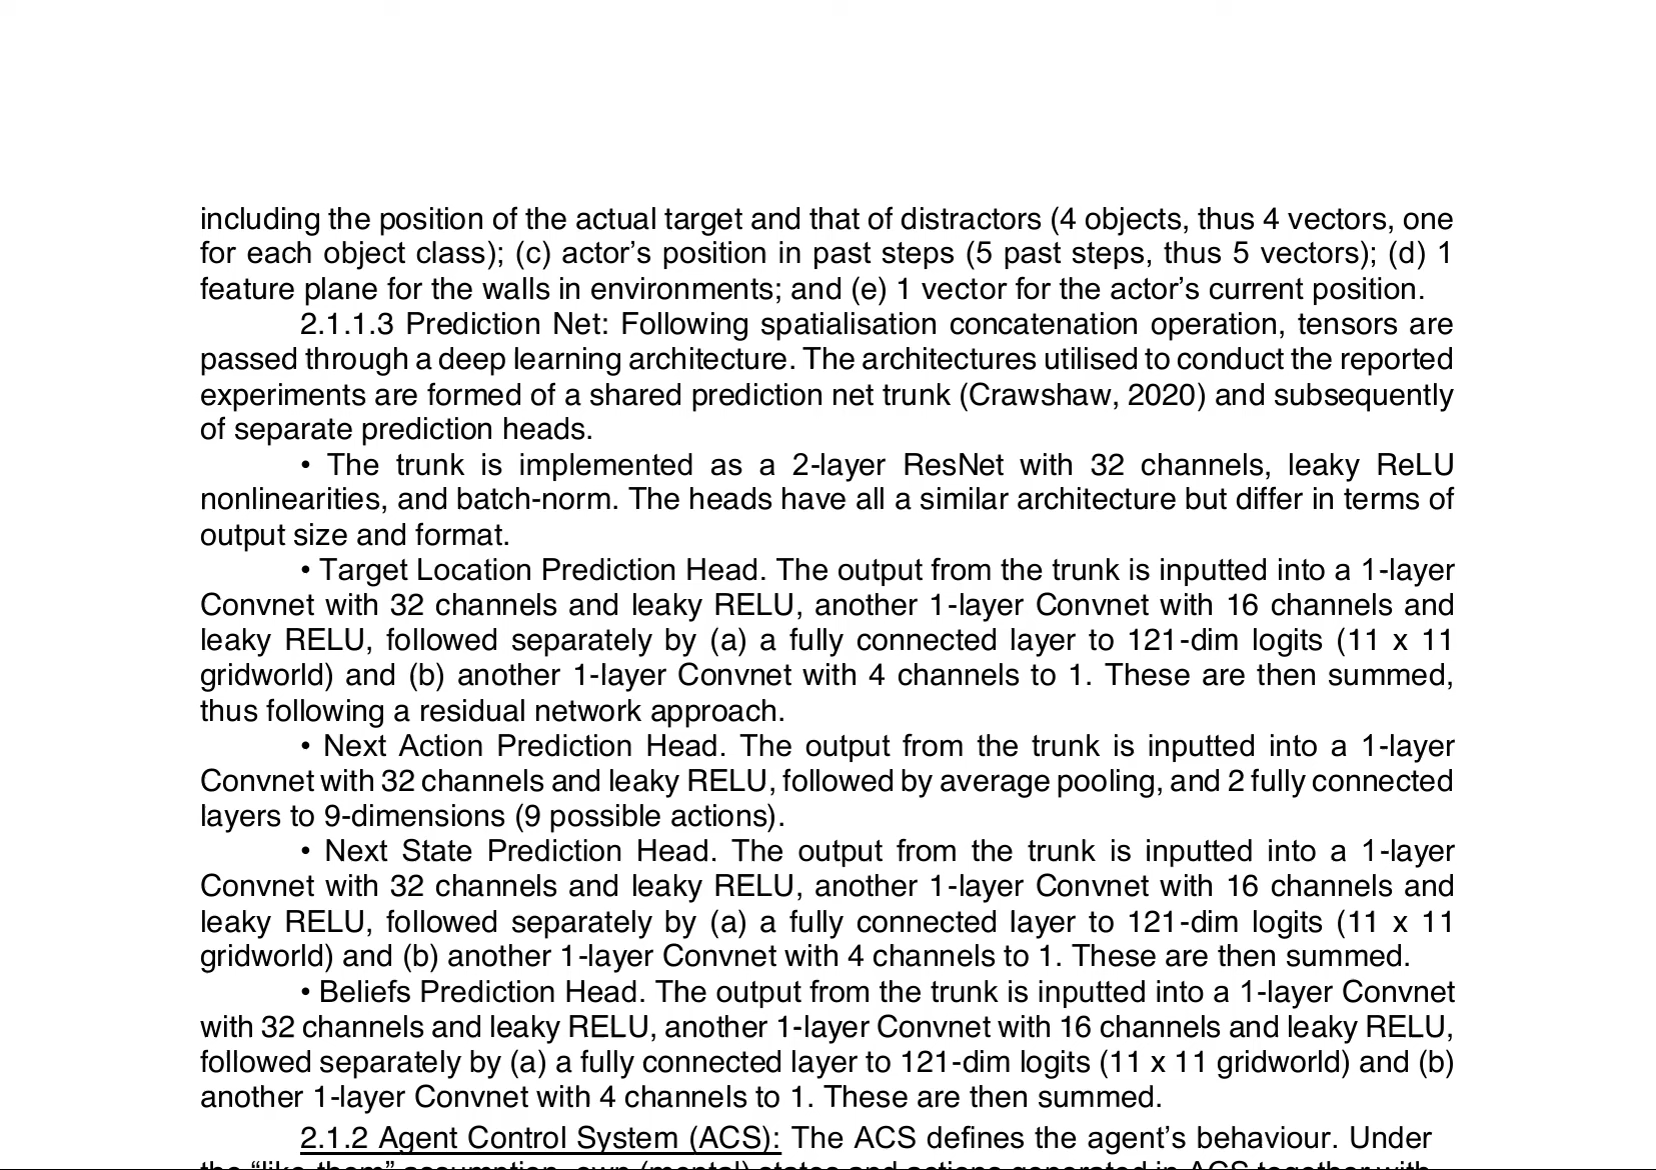 including the position of the actual target and that of distractors (4 objects, thus 4 vectors, one
for each object class); (c) actor’s position in past steps (5 past steps, thus 5 vectors); (d) 1
feature plane for the walls in environments; and (e) 1 vector for the actor’s current position.
2.1.1.3 Prediction Net: Following spatialisation concatenation operation, tensors are
passed through a deep learning architecture. The architectures utilised to conduct the reported
experiments are formed of a shared prediction net trunk (Crawshaw, 2020) and subsequently
of separate prediction heads.
• The trunk is implemented as a 2-layer ResNet with 32 channels, leaky ReLU
nonlinearities, and batch-norm. The heads have all a similar architecture but differ in terms of
output size and format.
• Target Location Prediction Head. The output from the trunk is inputted into a 1-layer
Convnet with 32 channels and leaky RELU, another 1-layer Convnet with 16 channels and
leaky RELU, followed separately by (a) a fully connected layer to 121-dim logits (11 x 11
gridworld) and (b) another 1-layer Convnet with 4 channels to 1. These are then summed,
thus following a residual network approach.
• Next Action Prediction Head. The output from the trunk is inputted into a 1-layer
Convnet with 32 channels and leaky RELU, followed by average pooling, and 2 fully connected
layers to 9-dimensions (9 possible actions).
• Next State Prediction Head. The output from the trunk is inputted into a 1-layer
Convnet with 32 channels and leaky RELU, another 1-layer Convnet with 16 channels and
leaky RELU, followed separately by (a) a fully connected layer to 121-dim logits (11 x 11
gridworld) and (b) another 1-layer Convnet with 4 channels to 1. These are then summed.
• Beliefs Prediction Head. The output from the trunk is inputted into a 1-layer Convnet
with 32 channels and leaky RELU, another 1-layer Convnet with 16 channels and leaky RELU,
followed separately by (a) a fully connected layer to 121-dim logits (11 x 11 gridworld) and (b)
another 1-layer Convnet with 4 channels to 1. These are then summed.
2.1.2 Agent Control System (ACS): The ACS defines the agent’s behaviour. Under
the “like them” assumption, own (mental) states and actions generated in ACS together with